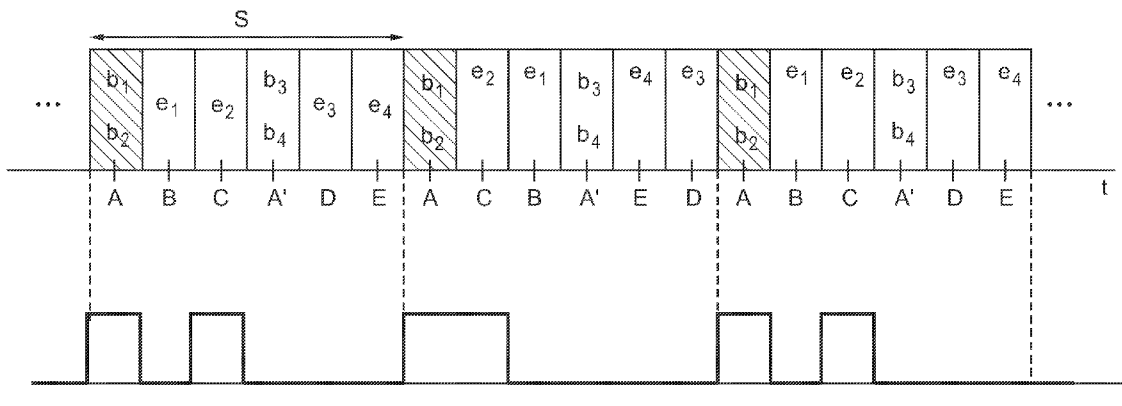 S
b₁ e₁ e₂ b₃ e₃ e₄ b₁ e₂ e₁ b₃ e₄ e₃ b₁ e₁ e₂ b₃ e₃ e₄
... b₂ b₄ b₂ b₄ b₂ b₄ ...
A B C A' D E A C B A' E D A B C A' D E t